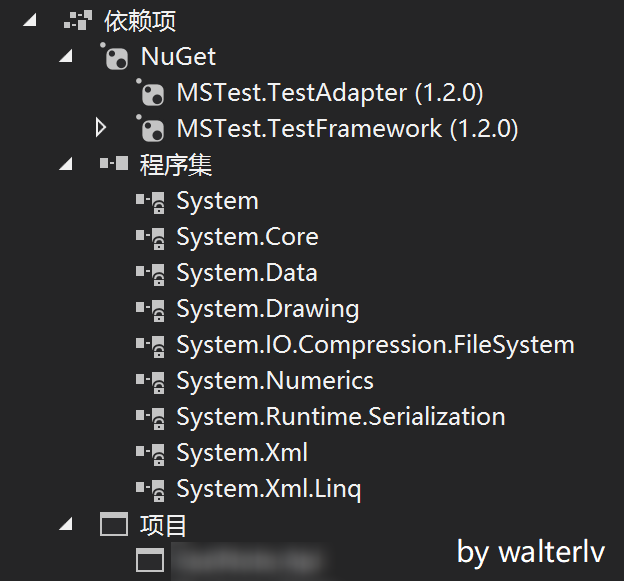 依赖项
NuGet
MSTest.TestAdapter (1.2.0)
MSTest.TestFramework (1.2.0)
程序集
System
System.Core
System.Data
System.Drawing
System.IO.Compression.FileSystem
System.Numerics
System.Runtime.Serialization
System.Xml
System.Xml.Linq
项目
by walterlv